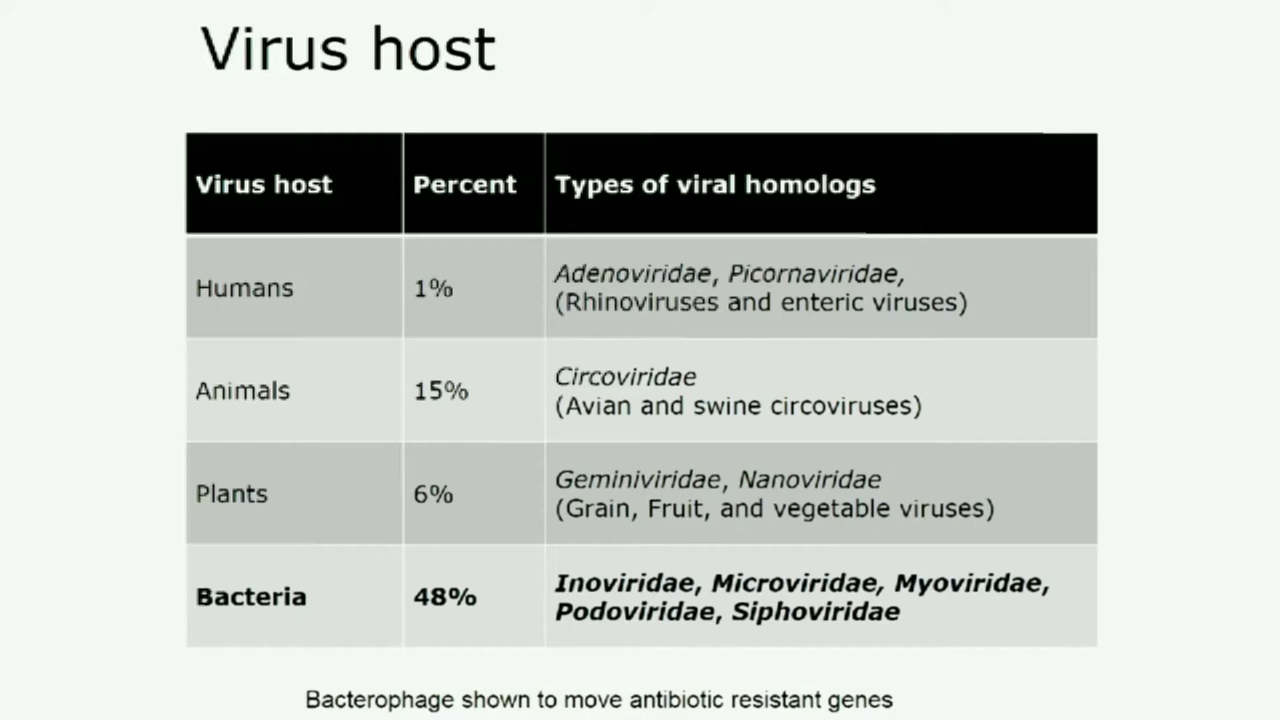 Virus host
Virus host Percent Types of viral homologs
Humans 1% Adenoviridae, Picornaviridae,
(Rhinoviruses and enteric viruses)
Animals 15% Circoviridae
(Avian and swine circoviruses)
Plants 6% Geminiviridae, Nanoviridae
(Grain, Fruit, and vegetable viruses)
Bacteria 48% Inoviridae, Microviridae, Myoviridae,
Podoviridae, Siphoviridae
Bacterophage shown to move antibiotic resistant genes